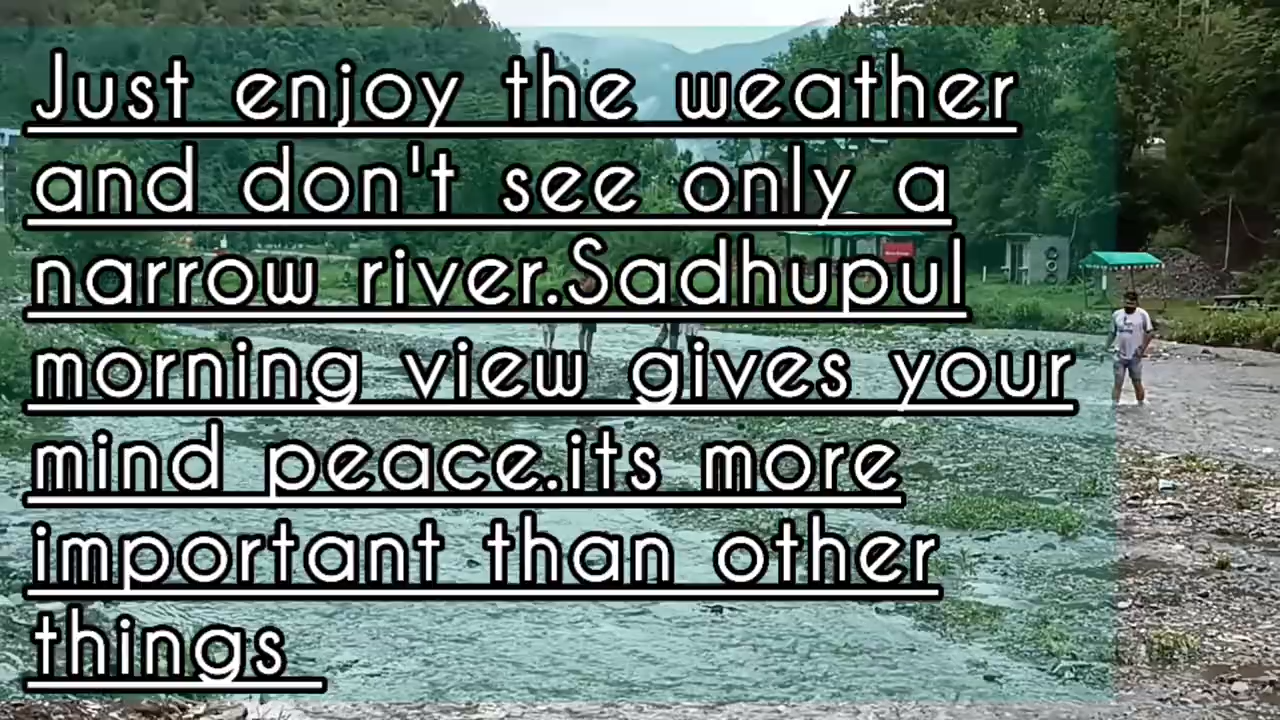 Just enjoy the weather
and don't see only a
narrow river.Sadhupul
morning view gives your
mind peace.its more
important than other
things